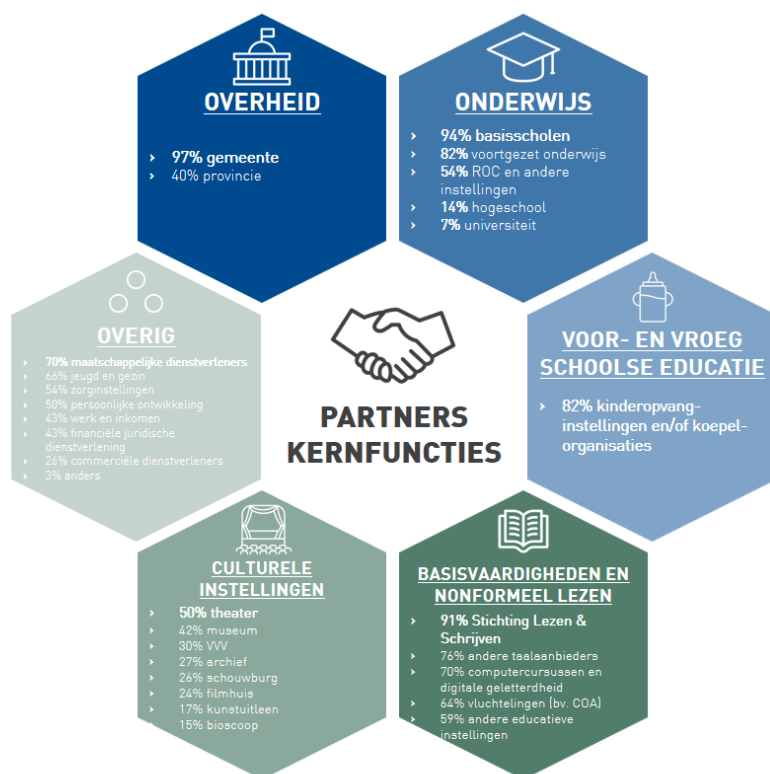 OVERHEID
› 97% gemeente
› 40% provincie
ONDERWIJS
› 94% basisscholen
› 82% voortgezet onderwijs
› 54% ROC en andere
instellingen
› 14% hogeschool
› 7% universiteit
OVERIG
› 70% maatschappelijke dienstverleners
› 66% jeugd en gezin
› 54% zorginstellingen
› 50% persoonlijke ontwikkeling
› 43% werk en inkomen
› 43% financiële juridische
dienstverlening
› 26% commerciële dienstverleners
› 3% anders
PARTNERS
KERNFUNCTIES
VOOR- EN VROEG
SCHOOLSE EDUCATIE
› 82% kinderopvang-
instellingen en/of koepel-
organisaties
CULTURELE
INSTELLINGEN
› 50% theater
› 42% museum
› 30% VVV
› 27% archief
› 26% schouwburg
› 24% filmhuis
› 17% kunstuitleen
› 15% bioscoop
BASISVAARDIGHEDEN EN
NONFORMEEL LEZEN
› 91% Stichting Lezen &
Schrijven
› 76% andere taalaanbieders
› 70% computercursussen en
digitale geletterdheid
› 64% vluchtelingen (bv. COA)
› 59% andere educatieve
instellingen